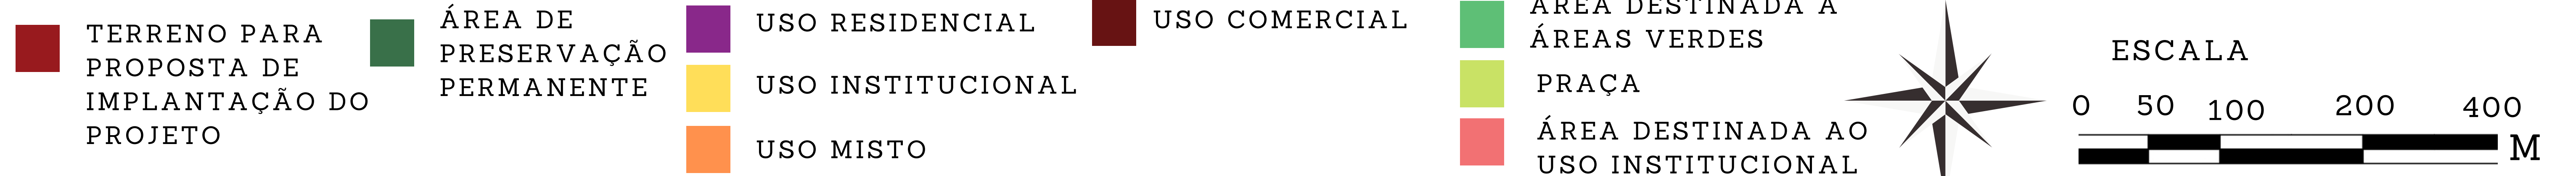 TERRENO PARA
PROPOSTA DE
IMPLANTAÇÃO DO
PROJETO
ÁREA DE
PRESERVAÇÃO
PERMANENTE
USO RESIDENCIAL
USO INSTITUCIONAL
USO MISTO
USO COMERCIAL
ÁREA DESTINADA A
ÁREAS VERDES
PRAÇA
ÁREA DESTINADA AO
USO INSTITUCIONAL
ESCALA
0 50 100 200 400
M